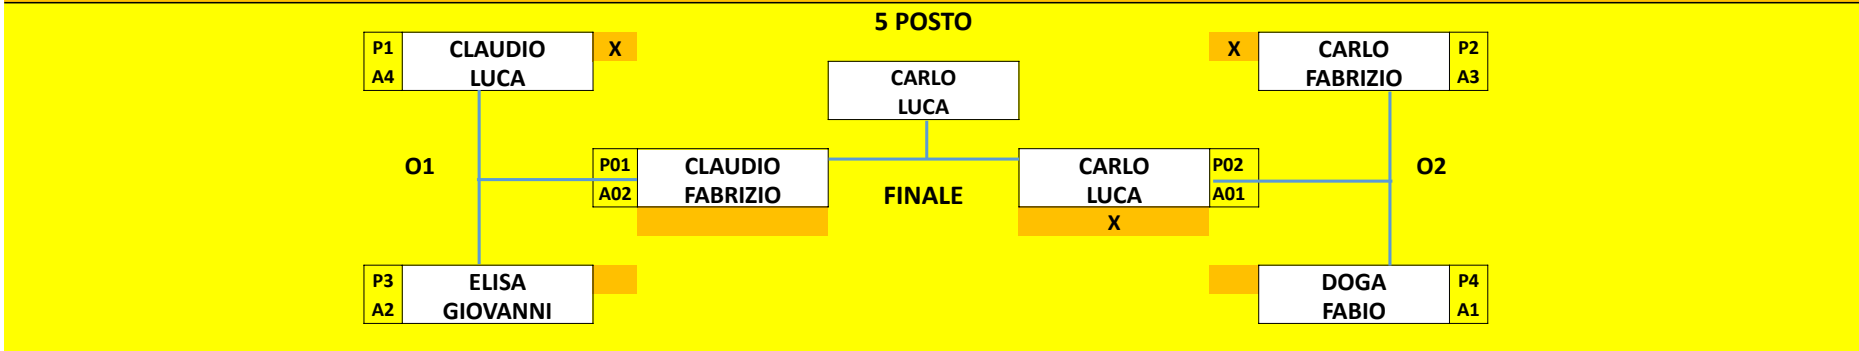 5 POSTO
P1 CLAUDIO X
A4 LUCA
X CARLO P2
FABRIZIO A3
CARLO
LUCA
O1
P01 CLAUDIO
A02 FABRIZIO
FINALE
CARLO P02
LUCA A01
X
O2
P3 ELISA
A2 GIOVANNI
DOGA P4
FABIO A1